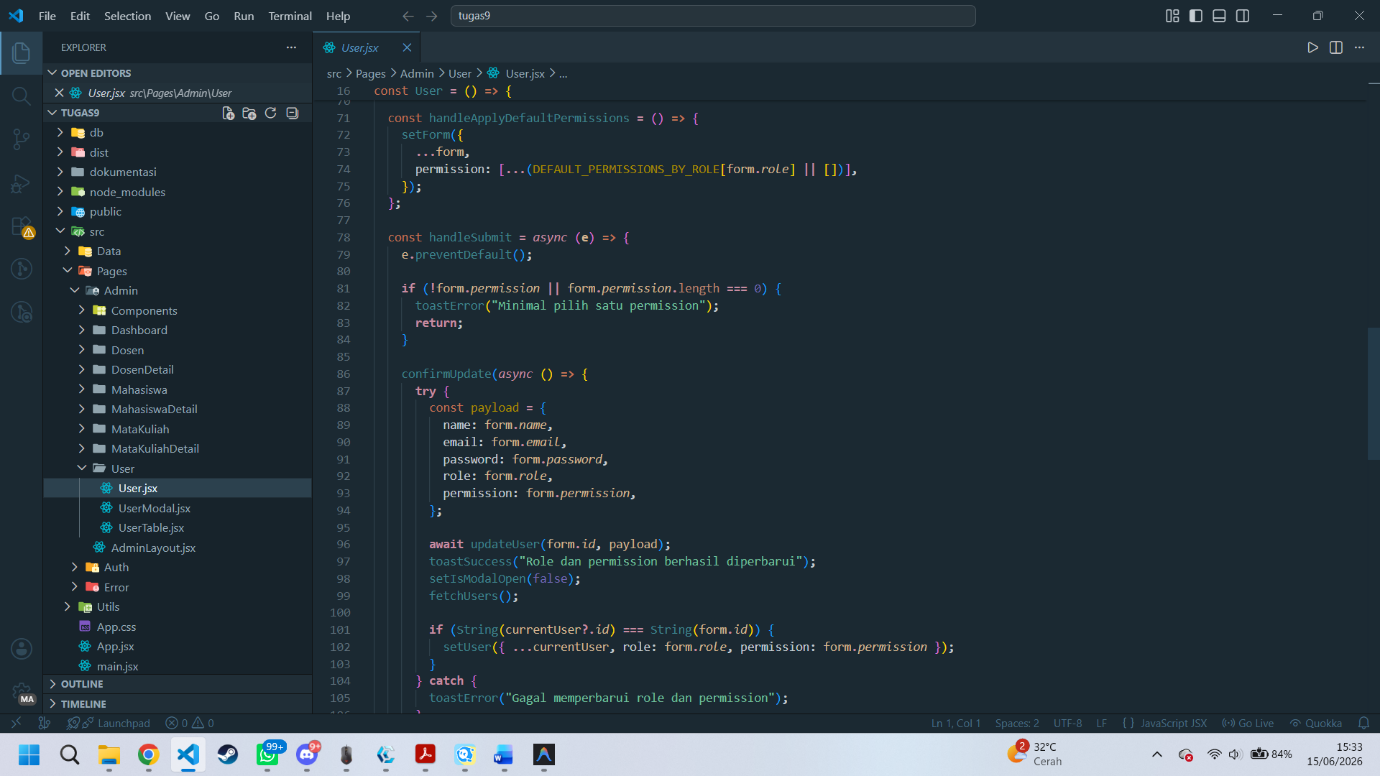 File Edit Selection View Go Run Terminal Help
tugas9
EXPLORER
OPEN EDITORS
User.jsx src\Pages\Admin\User
TUGAS9
db
dist
dokumentasi
node_modules
public
src
Data
Pages
Admin
Components
Dashboard
Dosen
DosenDetail
Mahasiswa
MahasiswaDetail
MataKuliah
MataKuliahDetail
User
User.jsx
UserModal.jsx
UserTable.jsx
AdminLayout.jsx
Auth
Error
Utils
App.css
App.jsx
main.jsx
OUTLINE
TIMELINE
User.jsx
src > Pages > Admin > User > User.jsx > ...
16 const User = () => {
70
71 const handleApplyDefaultPermissions = () => {
72 setForm({
73 ...form,
74 permission: [...(DEFAULT_PERMISSIONS_BY_ROLE[form.role] || [])],
75 });
76 };
77
78 const handleSubmit = async (e) => {
79 e.preventDefault();
80
81 if (!form.permission || form.permission.length === 0) {
82 toastError("Minimal pilih satu permission");
83 return;
84 }
85
86 confirmUpdate(async () => {
87 try {
88 const payload = {
89 name: form.name,
90 email: form.email,
91 password: form.password,
92 role: form.role,
93 permission: form.permission,
94 };
95
96 await updateUser(form.id, payload);
97 toastSuccess("Role dan permission berhasil diperbarui");
98 setIsModalOpen(false);
99 fetchUsers();
100
101 if (String(currentUser?.id) === String(form.id)) {
102 setUser({ ...currentUser, role: form.role, permission: form.permission });
103 }
104 } catch {
105 toastError("Gagal memperbarui role dan permission");
MA
Launchpad 0 0
Ln 1, Col 1 Spaces: 2 UTF-8 LF {} JavaScript JSX Go Live Quokka
99+
9+
2
32°C
Cerah
84%
15:33
15/06/2026